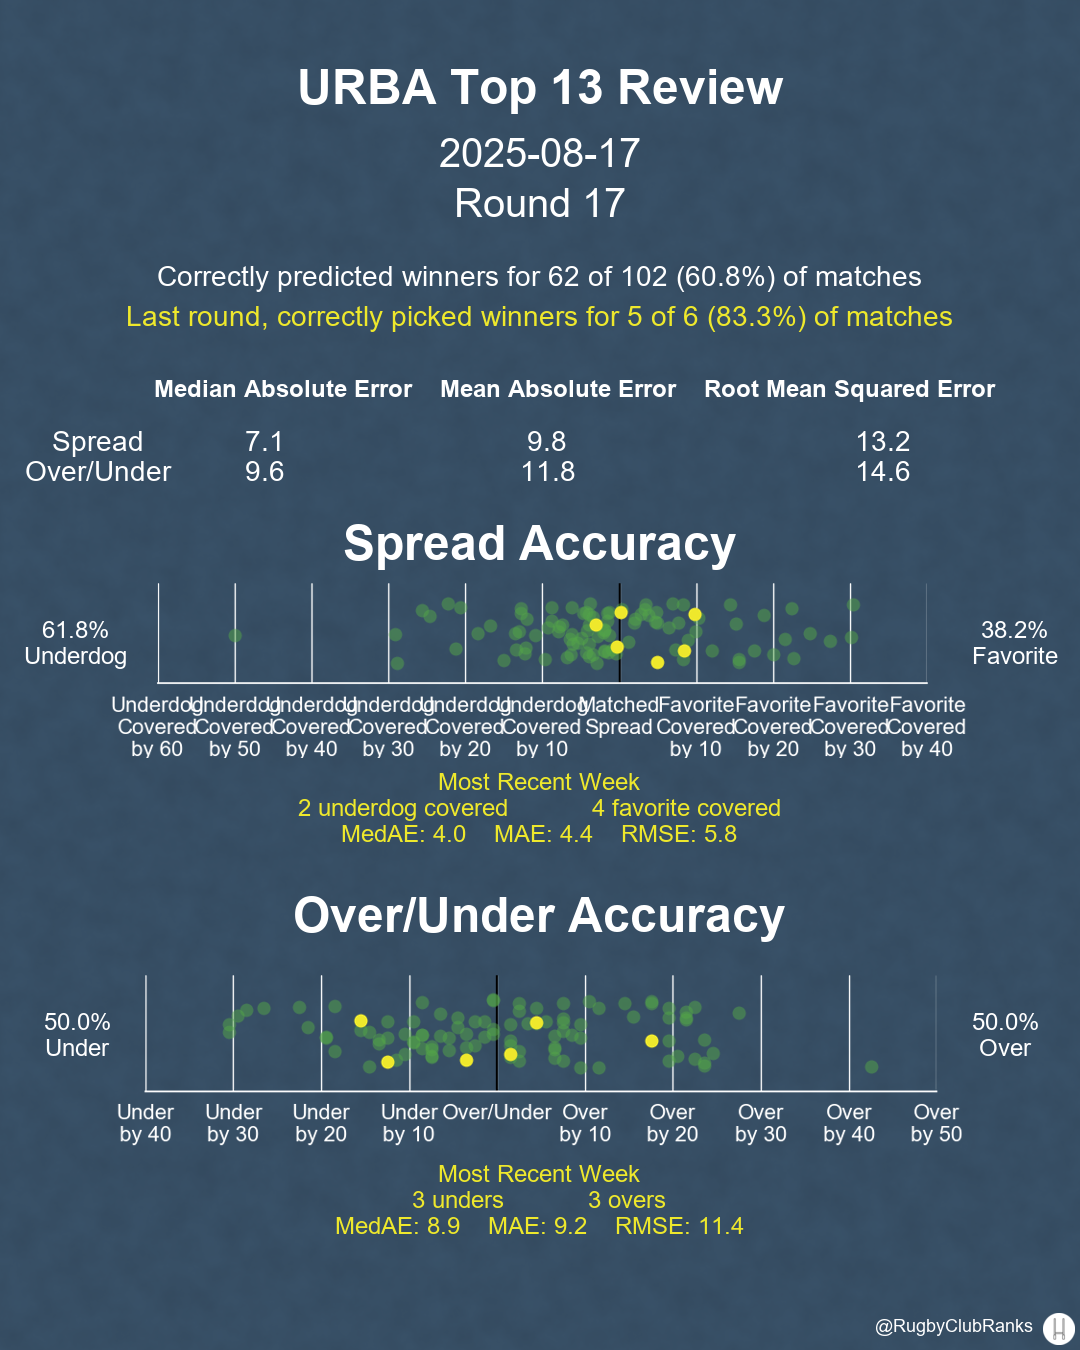 URBA Top 13 Review
2025-08-17
Round 17
Correctly predicted winners for 62 of 102 (60.8%) of matches
Last round, correctly picked winners for 5 of 6 (83.3%) of matches
Median Absolute Error Mean Absolute Error Root Mean Squared Error
Spread 7.1 9.8 13.2
Over/Under 9.6 11.8 14.6
Spread Accuracy
61.8%
Underdog
38.2%
Favorite
Underdog Underdog Underdog Underdog Underdog Underdog Matched Favorite Favorite Favorite Favorite
Covered Covered Covered Covered Covered Covered Spread Covered Covered Covered Covered
by 60 by 50 by 40 by 30 by 20 by 10 by 10 by 20 by 30 by 40
Most Recent Week
2 underdog covered 4 favorite covered
MedAE: 4.0 MAE: 4.4 RMSE: 5.8
Over/Under Accuracy
50.0%
Under
50.0%
Over
Under Under Under Under Over/Under Over Over Over Over Over
by 40 by 30 by 20 by 10 by 10 by 20 by 30 by 40 by 50
Most Recent Week
3 unders 3 overs
MedAE: 8.9 MAE: 9.2 RMSE: 11.4
@RugbyClubRanks